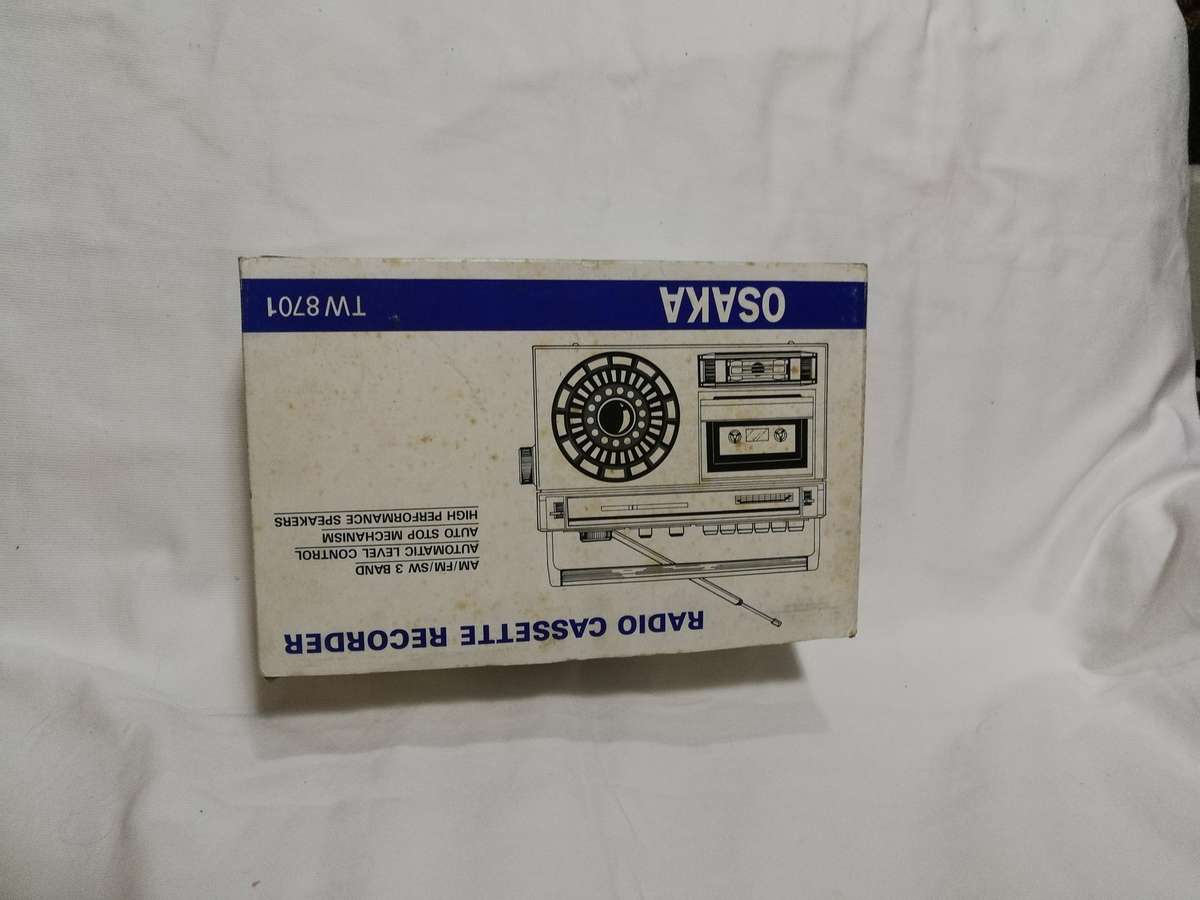 RADIO CASSETTE RECORDER
AM/FM/SW 3 BAND
AUTOMATIC LEVEL CONTROL
AUTO STOP MECHANISM
HIGH PERFORMANCE SPEAKERS
OSAKA
TW 8701